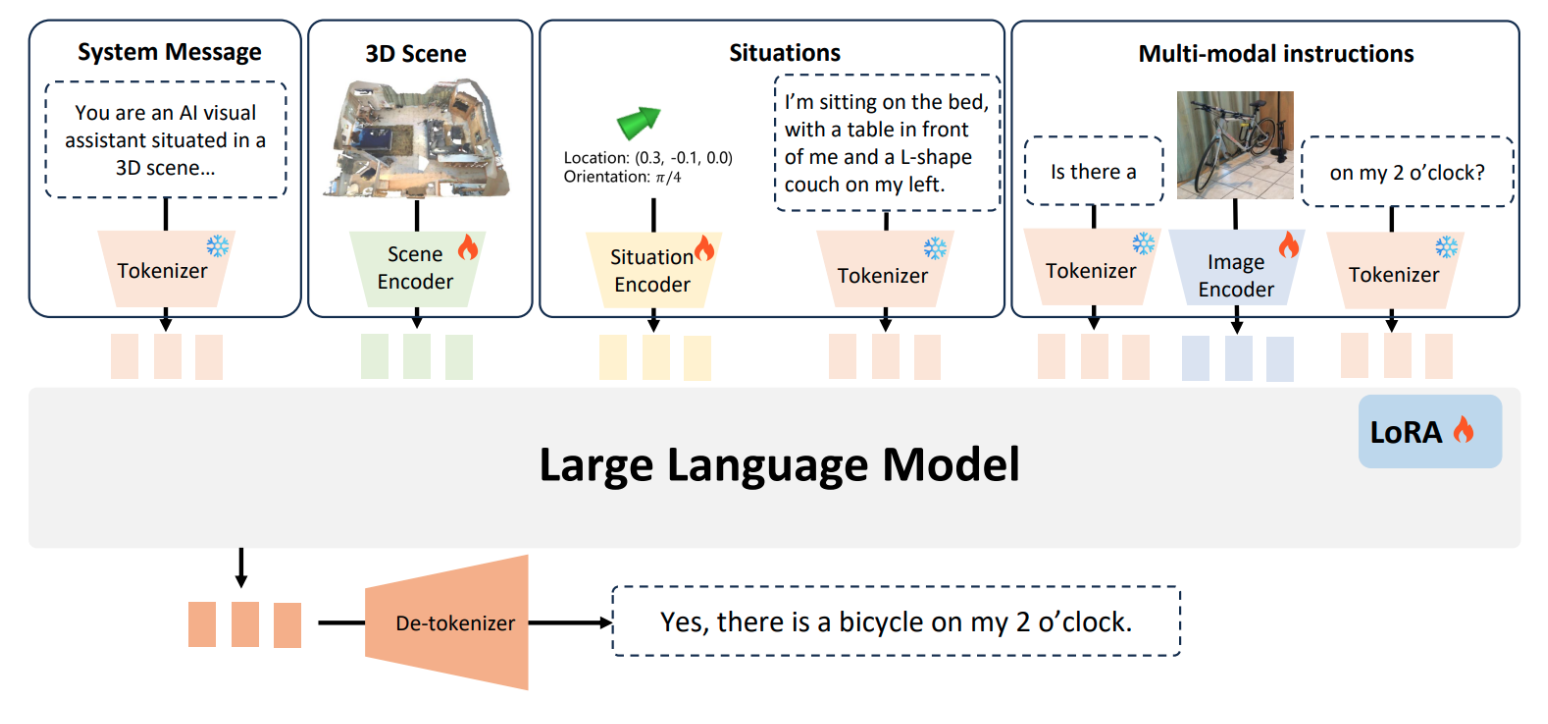 System Message
You are an AI visual
assistant situated in a
3D scene...
Tokenizer
3D Scene
Scene
Encoder
Situations
Location: (0.3, -0.1, 0.0)
Orientation: π/4
Situation
Encoder
I’m sitting on the bed,
with a table in front
of me and a L-shape
couch on my left.
Tokenizer
Multi-modal instructions
Is there a
Tokenizer
Image
Encoder
on my 2 o’clock?
Tokenizer
LoRA
Large Language Model
De-tokenizer
Yes, there is a bicycle on my 2 o’clock.